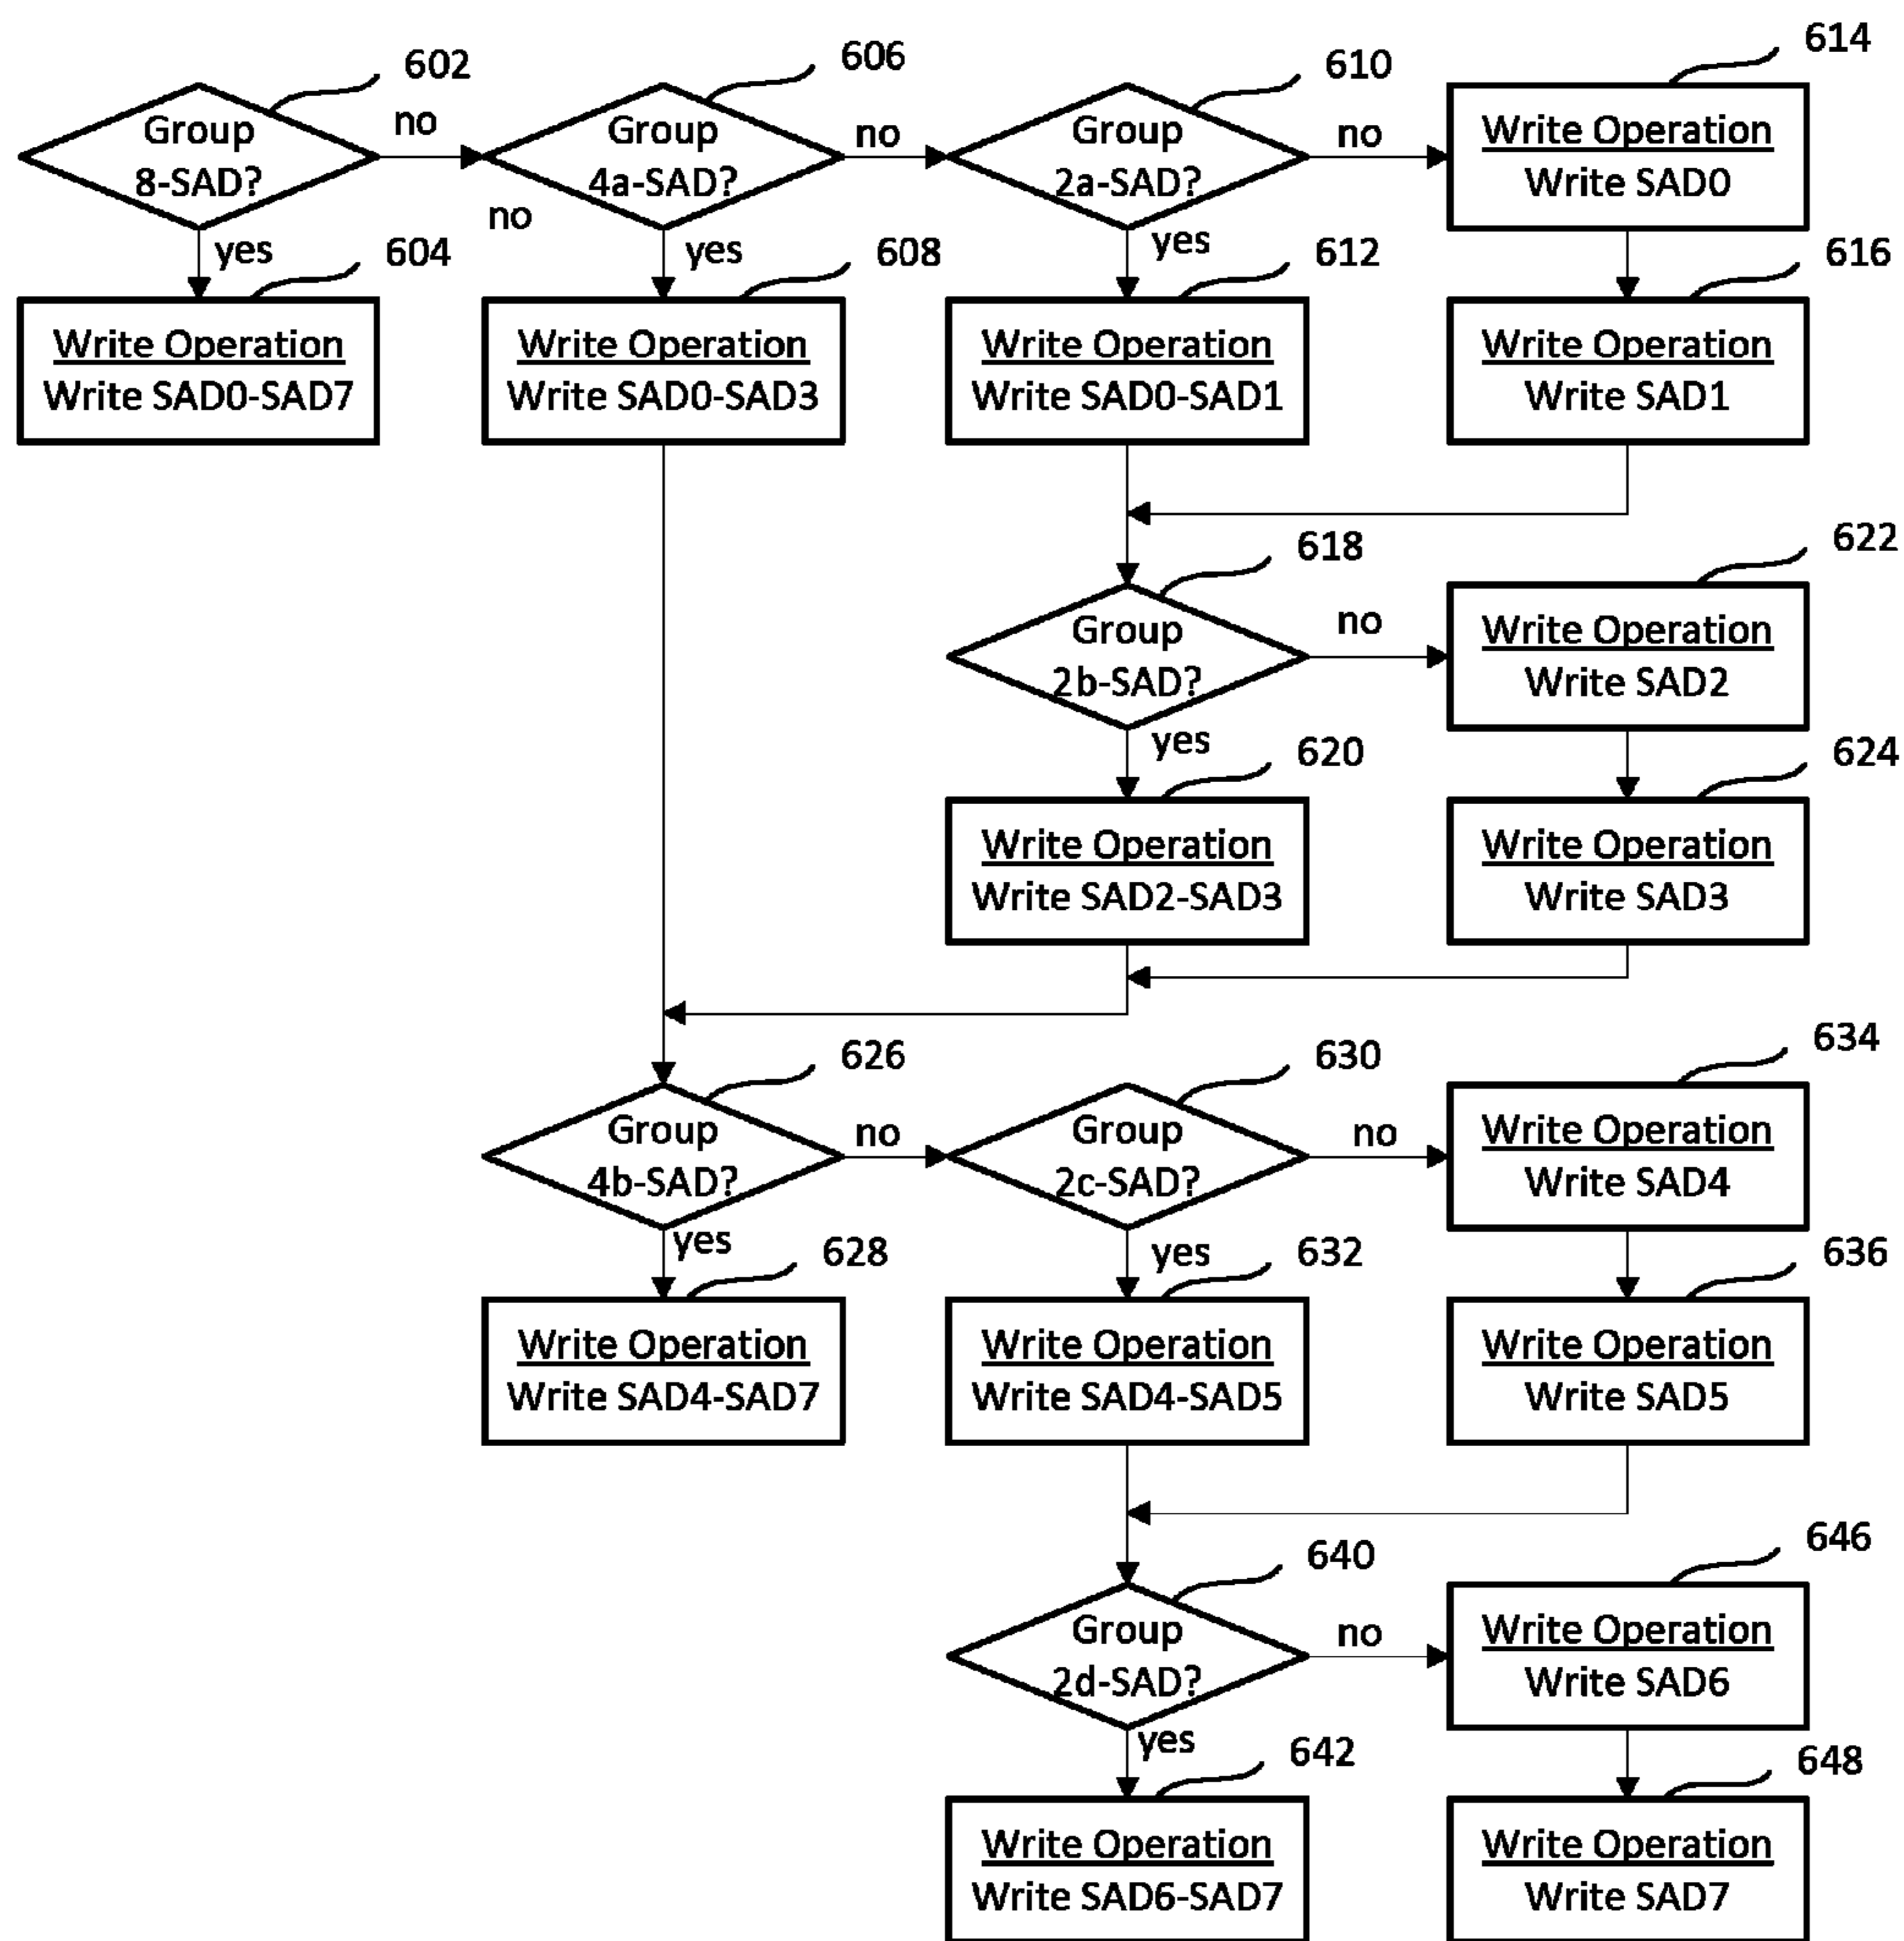 602
606
610
614
Group
8-SAD?
no
Group
4a-SAD?
no
Group
2a-SAD?
no
Write Operation
Write SAD0
no
yes
604
yes
608
yes
612
616
Write Operation
Write SAD0-SAD7
Write Operation
Write SAD0-SAD3
Write Operation
Write SAD0-SAD1
Write Operation
Write SAD1
618
622
Group
2b-SAD?
no
Write Operation
Write SAD2
yes
620
624
Write Operation
Write SAD2-SAD3
Write Operation
Write SAD3
626
630
634
Group
4b-SAD?
no
Group
2c-SAD?
no
Write Operation
Write SAD4
yes
628
yes
632
636
Write Operation
Write SAD4-SAD7
Write Operation
Write SAD4-SAD5
Write Operation
Write SAD5
640
646
Group
2d-SAD?
no
Write Operation
Write SAD6
yes
642
648
Write Operation
Write SAD6-SAD7
Write Operation
Write SAD7